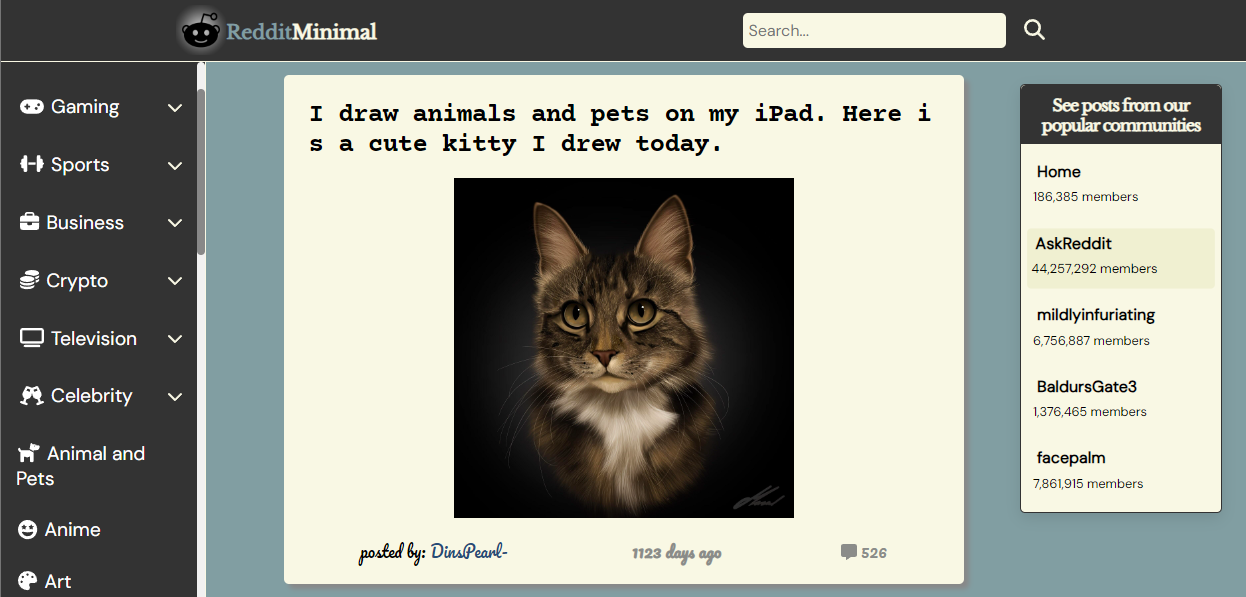 RedditMinimal
Search...
Gaming
Sports
Business
Crypto
Television
Celebrity
Animal and
Pets
Anime
Art
I draw animals and pets on my iPad. Here i
s a cute kitty I drew today.
posted by: DinsPearl-
1123 days ago
526
See posts from our
popular communities
Home
186,385 members
AskReddit
44,257,292 members
mildlyinfuriating
6,756,887 members
BaldursGate3
1,376,465 members
facepalm
7,861,915 members